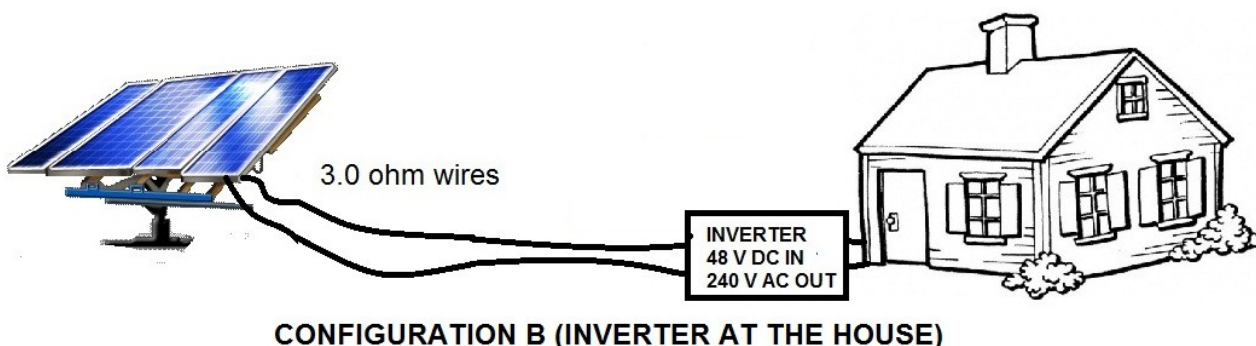 3.0 ohm wires
INVERTER
48 V DC IN
240 V AC OUT
CONFIGURATION B (INVERTER AT THE HOUSE)